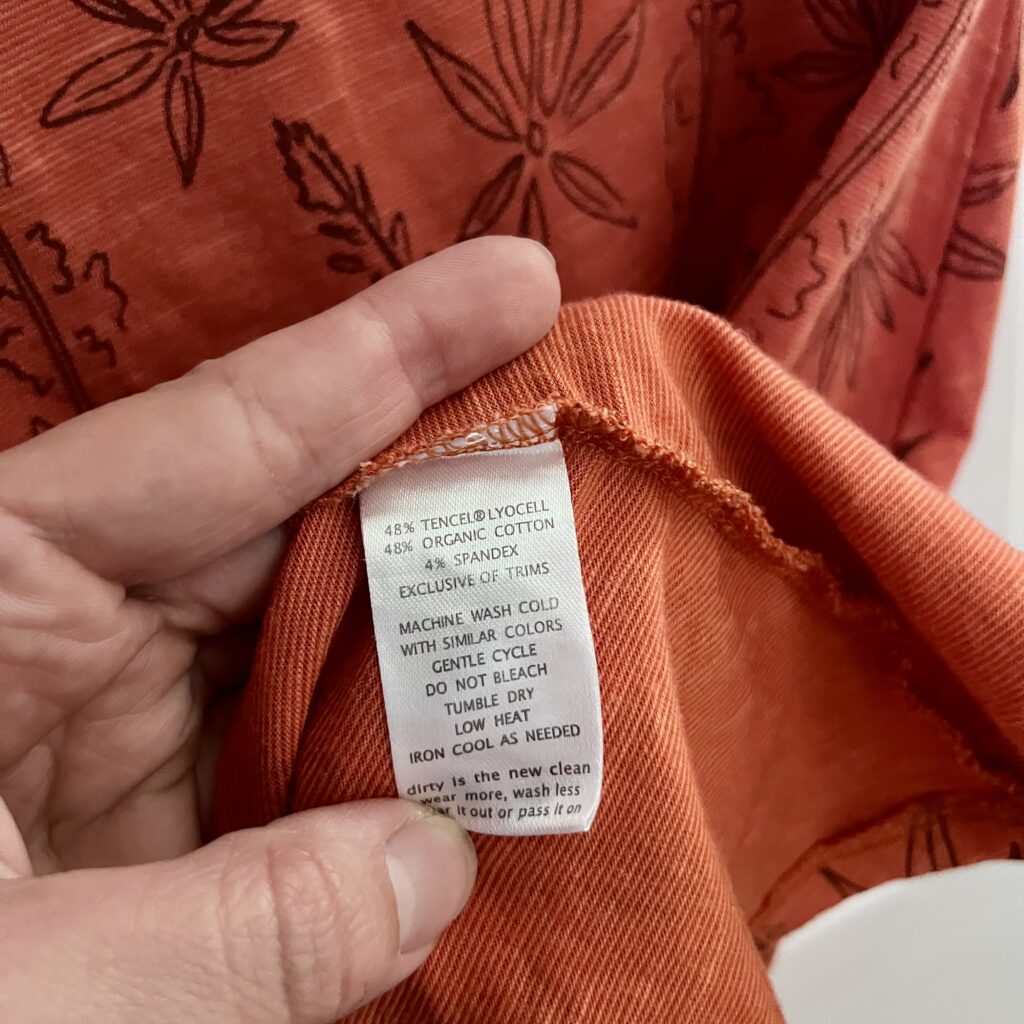 48% TENCEL® LYOCELL
48% ORGANIC COTTON
4% SPANDEX
EXCLUSIVE OF TRIMS
MACHINE WASH COLD
WITH SIMILAR COLORS
GENTLE CYCLE
DO NOT BLEACH
TUMBLE DRY
LOW HEAT
IRON COOL AS NEEDED
dirty is the new clean
wear more, wash less
it out or pass it on